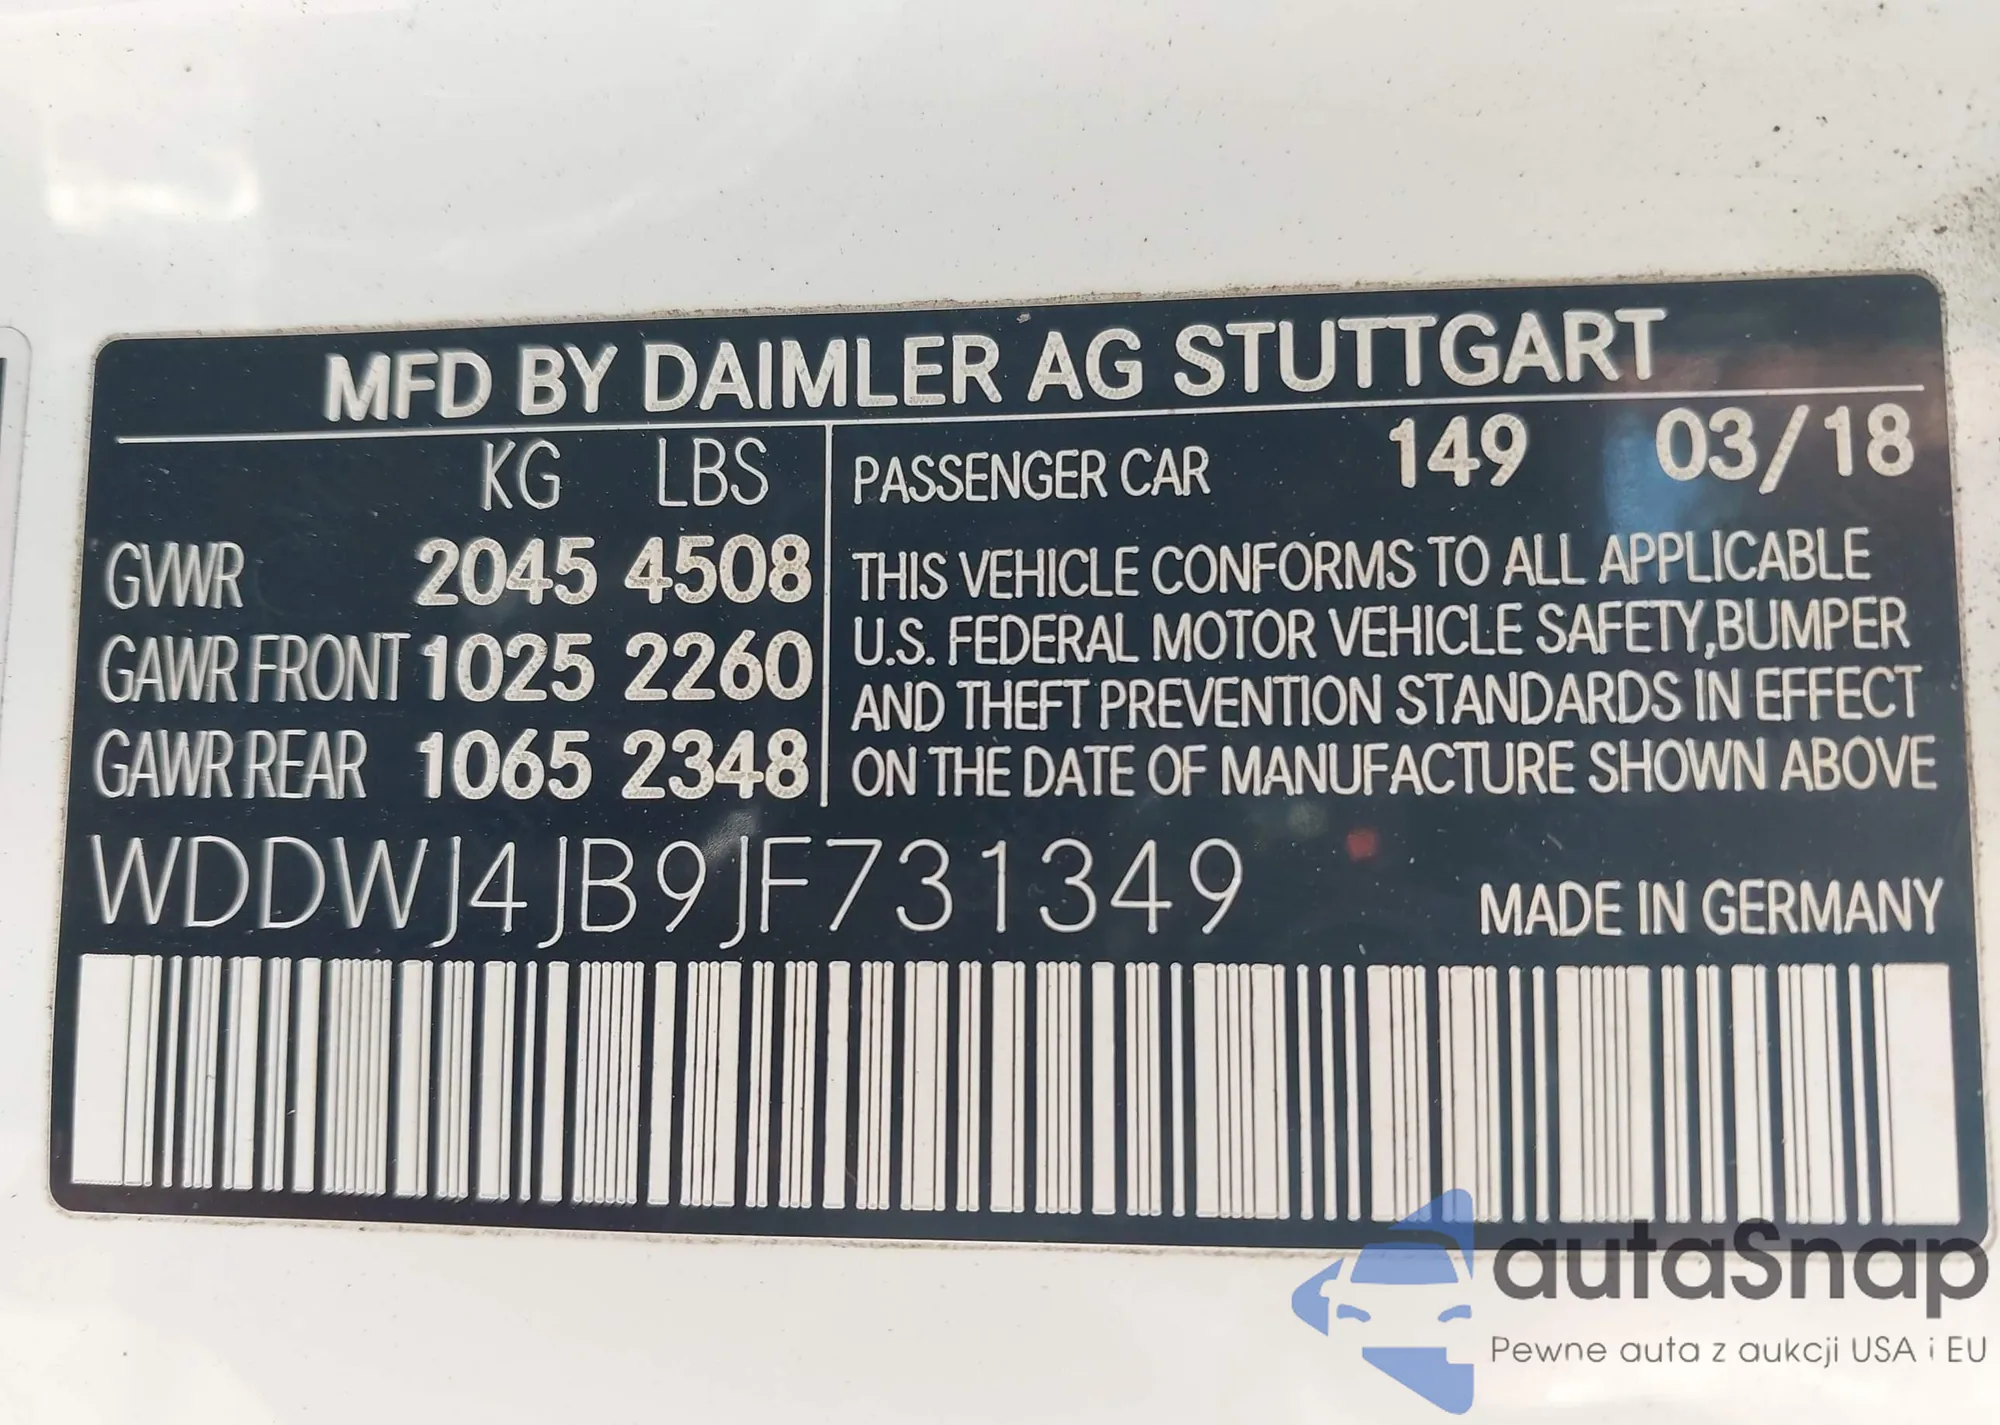 MFD BY DAIMLER AG STUTTGART
KG LBS
GVWR 2045 4508
GAWR FRONT 1025 2260
GAWR REAR 1065 2348
PASSENGER CAR 149 03/18
THIS VEHICLE CONFORMS TO ALL APPLICABLE
U.S. FEDERAL MOTOR VEHICLE SAFETY,BUMPER
AND THEFT PREVENTION STANDARDS IN EFFECT
ON THE DATE OF MANUFACTURE SHOWN ABOVE
WDDWJ4JB9JF731349
MADE IN GERMANY
autaSnap
Pewne auta z aukcji USA i EU